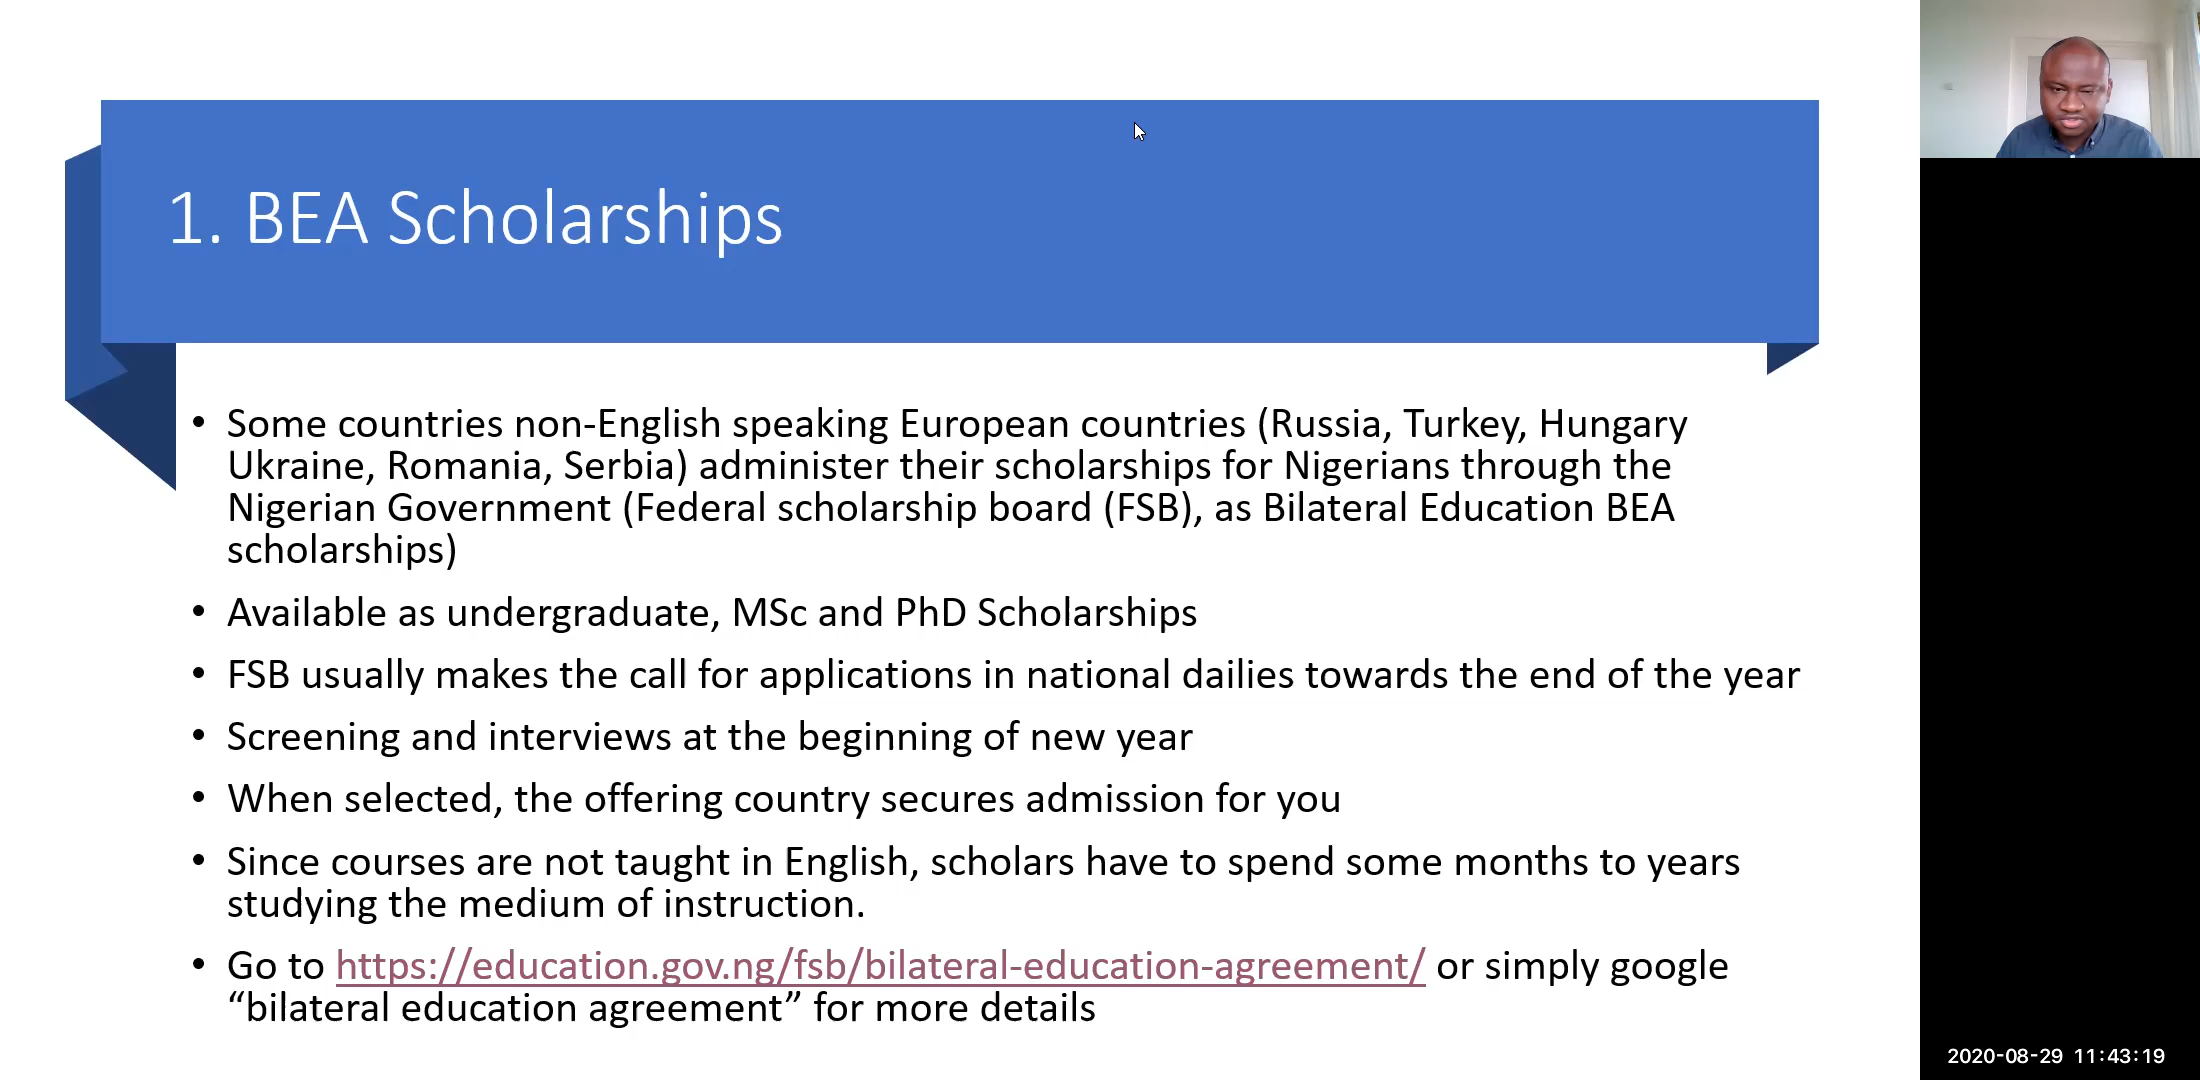 1. BEA Scholarships
• Some countries non-English speaking European countries (Russia, Turkey, Hungary
Ukraine, Romania, Serbia) administer their scholarships for Nigerians through the
Nigerian Government (Federal scholarship board (FSB), as Bilateral Education BEA
scholarships)
• Available as undergraduate, MSc and PhD Scholarships
• FSB usually makes the call for applications in national dailies towards the end of the year
• Screening and interviews at the beginning of new year
• When selected, the offering country secures admission for you
• Since courses are not taught in English, scholars have to spend some months to years
studying the medium of instruction.
• Go to https://education.gov.ng/fsb/bilateral-education-agreement/ or simply google
“bilateral education agreement” for more details
2020-08-29 11:43:19